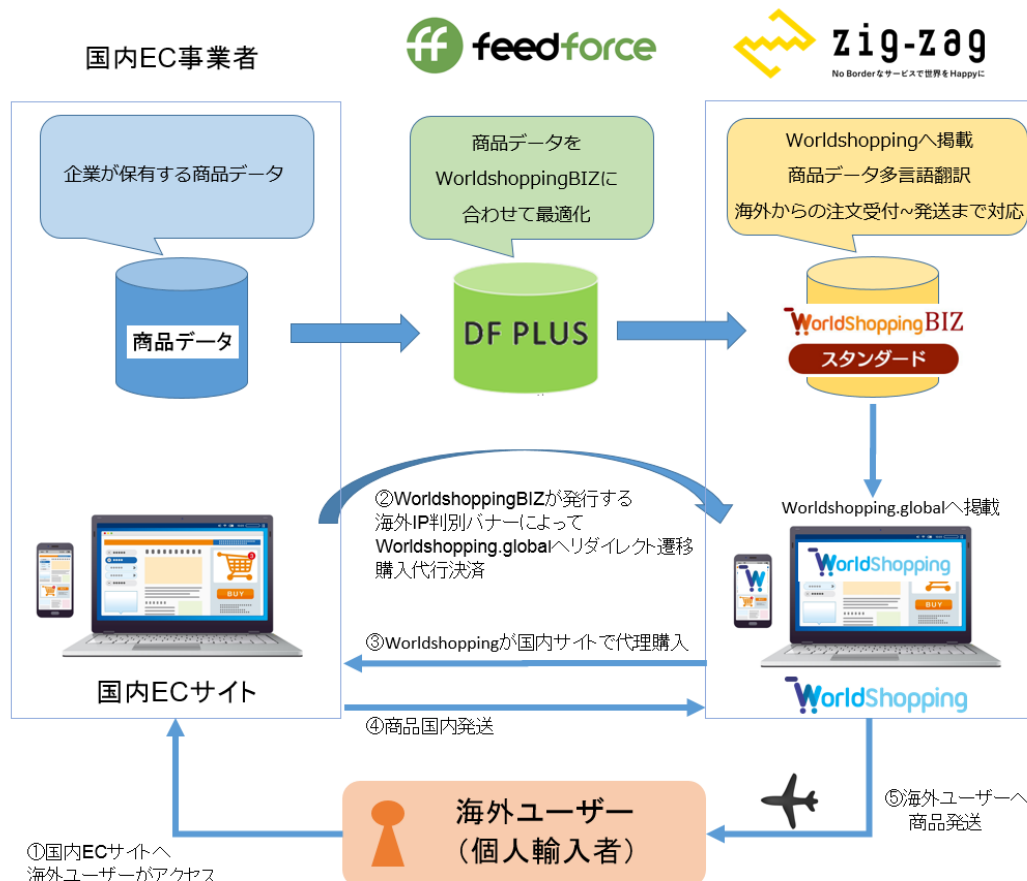 国内EC事業者
feedforce
zig-zag
No Borderなサービスで世界をHappyに
企業が保有する商品データ
商品データを
WorldshoppingBIZに
合わせて最適化
Worldshoppingへ掲載
商品データ多言語翻訳
海外からの注文受付~発送まで対応
商品データ
DF PLUS
WorldShoppingBIZ
スタンダード
②WorldshoppingBIZが発行する
海外IP判別バナーによって
Worldshopping.globalへリダイレクト遷移
購入代行決済
Worldshopping.globalへ掲載
BUY
WorldShopping
BUY
③Worldshoppingが国内サイトで代理購入
国内ECサイト
WorldShopping
④商品国内発送
海外ユーザー
（個人輸入者）
⑤海外ユーザーへ
商品発送
①国内ECサイトへ
海外ユーザーがアクセス